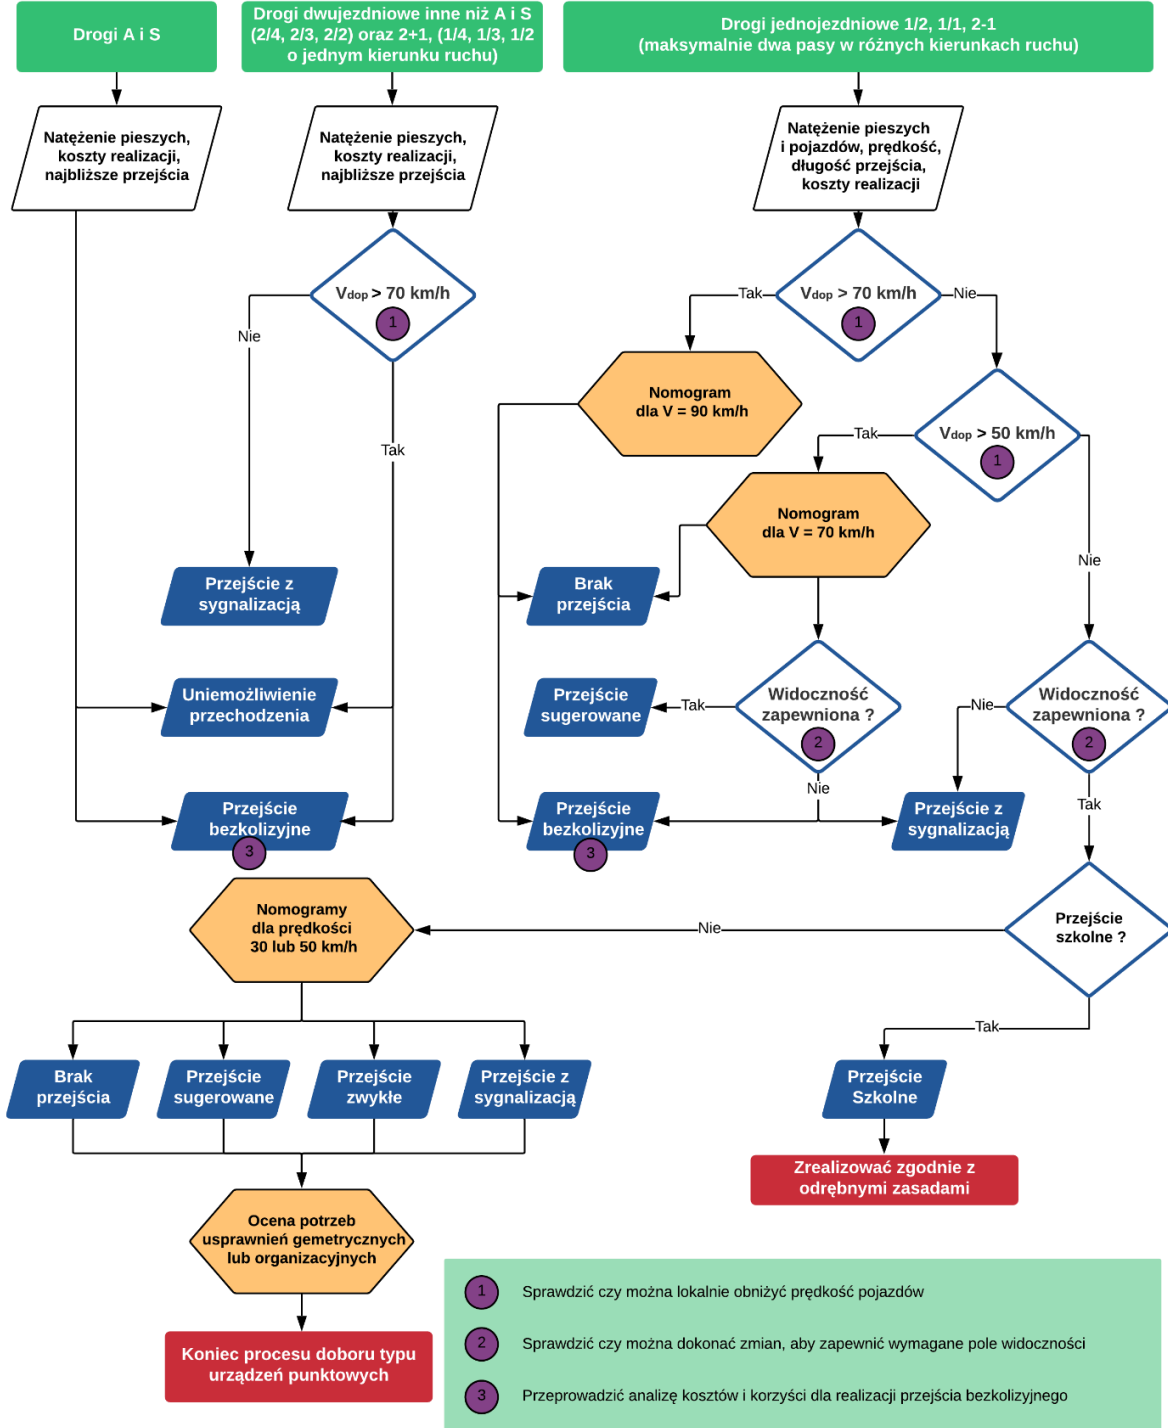 Drogi A i S
Drogi dwujezdniowe inne niż A i S
(2/4, 2/3, 2/2) oraz 2+1, (1/4, 1/3, 1/2
o jednym kierunku ruchu)
Drogi jednojezdniowe 1/2, 1/1, 2-1
(maksymalnie dwa pasy w różnych kierunkach ruchu)
Natężenie pieszych,
koszty realizacji,
najbliższe przejścia
Natężenie pieszych,
koszty realizacji,
najbliższe przejścia
Natężenie pieszych
i pojazdów, prędkość,
długość przejścia,
koszty realizacji
Vdop > 70 km/h
1
Nie
Tak
Vdop > 70 km/h
1
Tak
Nie
Nomogram
dla V = 90 km/h
Vdop > 50 km/h
1
Tak
Nie
Nomogram
dla V = 70 km/h
Przejście z
sygnalizacją
Brak
przejścia
Uniemożliwienie
przechodzenia
Przejście
sugerowane
Tak
Widoczność
zapewniona ?
2
Nie
Nie
Widoczność
zapewniona ?
2
Tak
Przejście
bezkolizyjne
3
Przejście
bezkolizyjne
3
Przejście z
sygnalizacją
Nomogramy
dla prędkości
30 lub 50 km/h
Nie
Przejście
szkolne ?
Tak
Brak
przejścia
Przejście
sugerowane
Przejście
zwykłe
Przejście z
sygnalizacją
Przejście
Szkolne
Zrealizować zgodnie z
odrębnymi zasadami
Ocena potrzeb
usprawnień gemetrycznych
lub organizacyjnych
Koniec procesu doboru typu
urządzeń punktowych
1 Sprawdzić czy można lokalnie obniżyć prędkość pojazdów
2 Sprawdzić czy można dokonać zmian, aby zapewnić wymagane pole widoczności
3 Przeprowadzić analizę kosztów i korzyści dla realizacji przejścia bezkolizyjnego